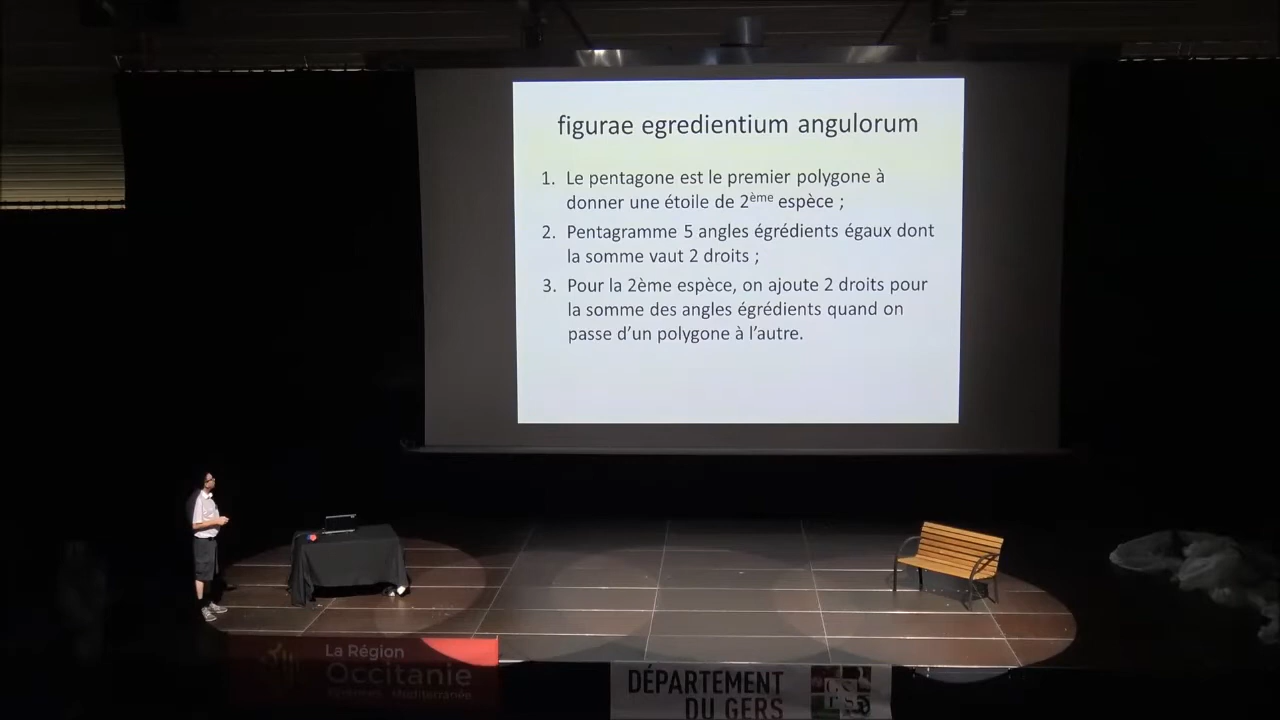 figurae egredientium angulorum
1. Le pentagone est le premier polygone à
donner une étoile de 2ème espèce ;
2. Pentagramme 5 angles égrédients égaux dont
la somme vaut 2 droits ;
3. Pour la 2ème espèce, on ajoute 2 droits pour
la somme des angles égrédients quand on
passe d'un polygone à l'autre.
La Région
Occitanie
Pyrénées - Méditerranée
DÉPARTEMENT
DU GERS